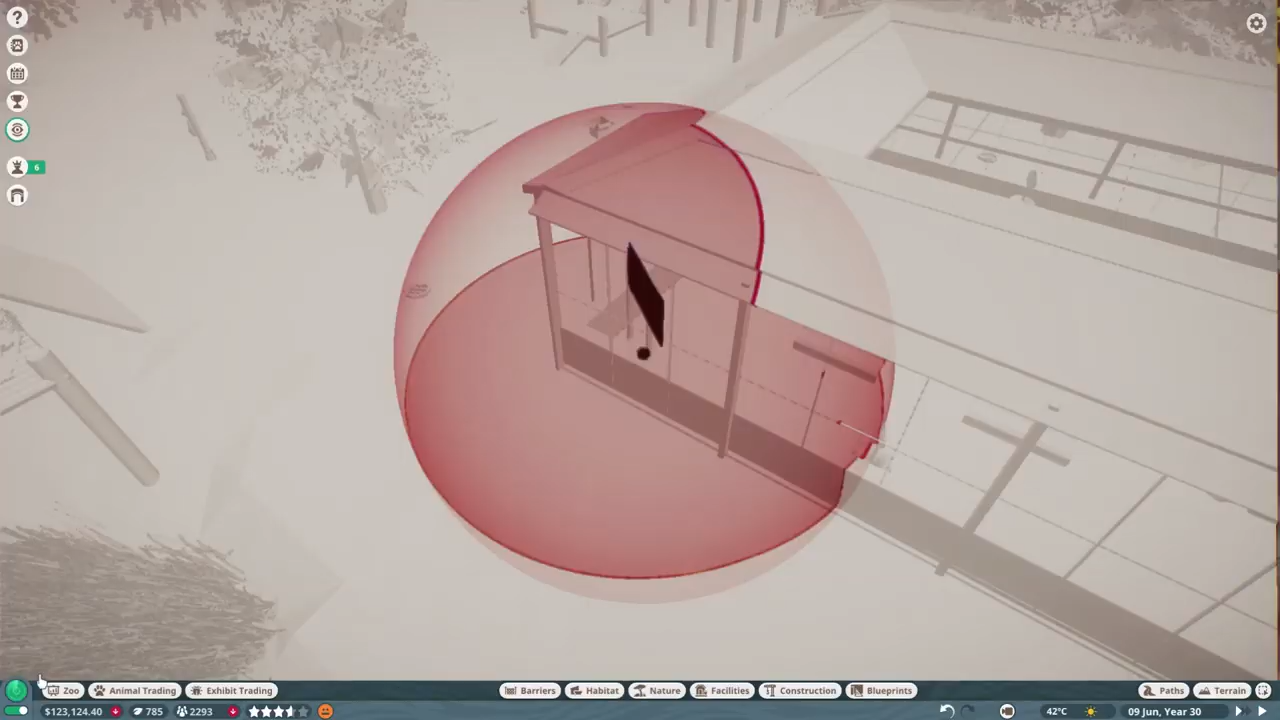 ?
6
Zoo
Animal Trading
Exhibit Trading
Barriers
Habitat
Nature
Facilities
Construction
Blueprints
Paths
Terrain
$123,124.40
785
2293
42°C
09 Jun, Year 30